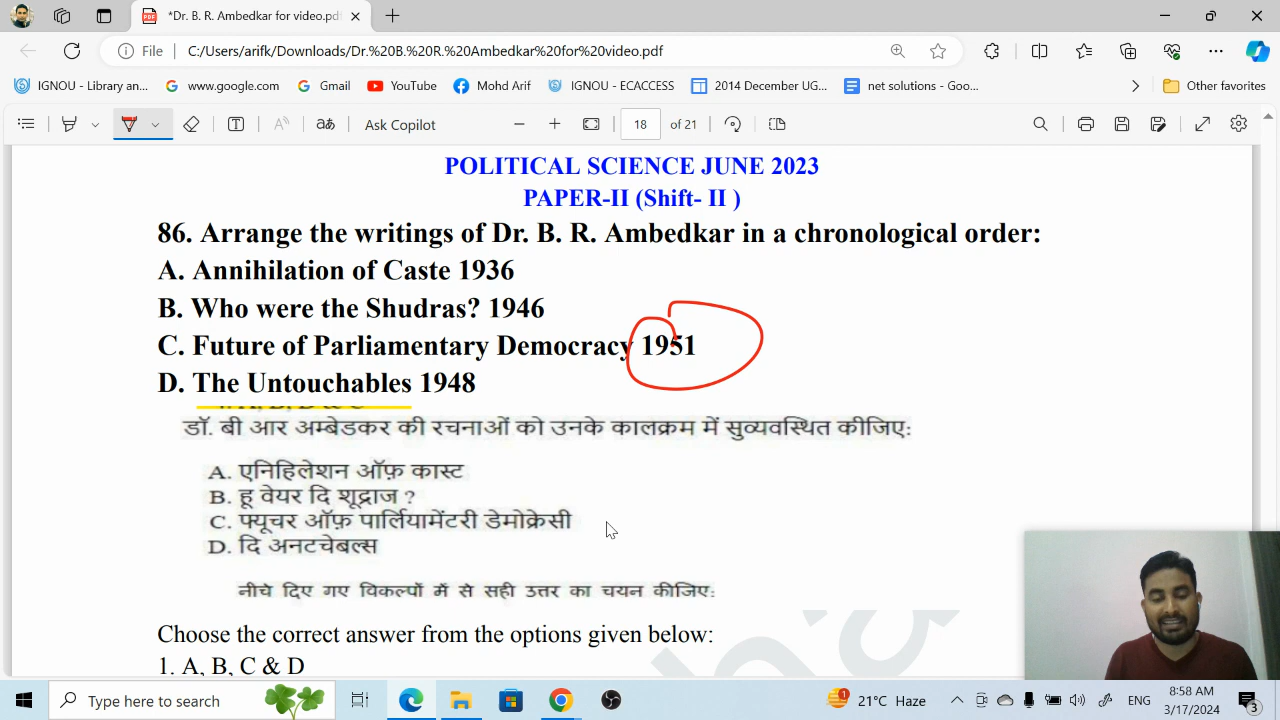 *Dr. B. R. Ambedkar for video.pdf
File C:/Users/arifk/Downloads/Dr.%20B.%20R.%20Ambedkar%20for%20video.pdf
IGNOU - Library an... www.google.com Gmail YouTube Mohd Arif IGNOU - ECACCESS 2014 December UG... net solutions - Goo... Other favorites
Ask Copilot 18 of 21
POLITICAL SCIENCE JUNE 2023
PAPER-II (Shift- II )
86. Arrange the writings of Dr. B. R. Ambedkar in a chronological order:
A. Annihilation of Caste 1936
B. Who were the Shudras? 1946
C. Future of Parliamentary Democracy 1951
D. The Untouchables 1948
डॉ. बी आर अम्बेडकर की रचनाओं को उनके कालक्रम में सुव्यवस्थित कीजिए:
A. एनिहिलेशन ऑफ़ कास्ट
B. हू वेयर दि शूद्राज ?
C. फ्यूचर ऑफ़ पार्लियामेंटरी डेमोक्रेसी
D. दि अनटचेबल्स
नीचे दिए गए विकल्पों में से सही उत्तर का चयन कीजिए:
Choose the correct answer from the options given below:
1. A, B, C & D
Type here to search 21°C Haze ENG 8:58 AM
3/17/2024 3